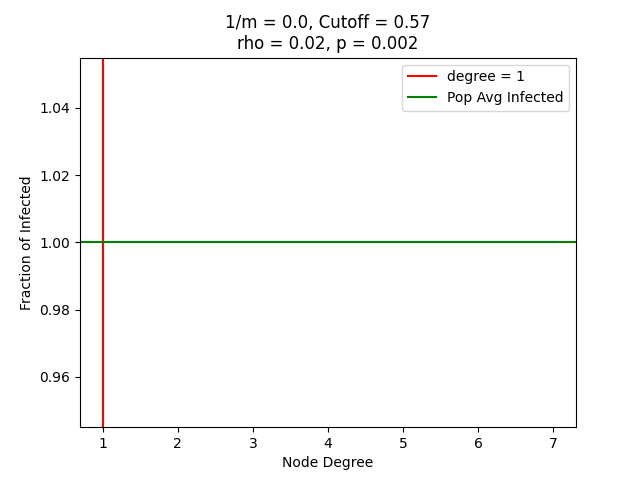 1/m = 0.0, Cutoff = 0.57
rho = 0.02, p = 0.002
degree = 1
Pop Avg Infected
1.04
1.02
1.00
0.98
0.96
Fraction of Infected
1 2 3 4 5 6 7
Node Degree